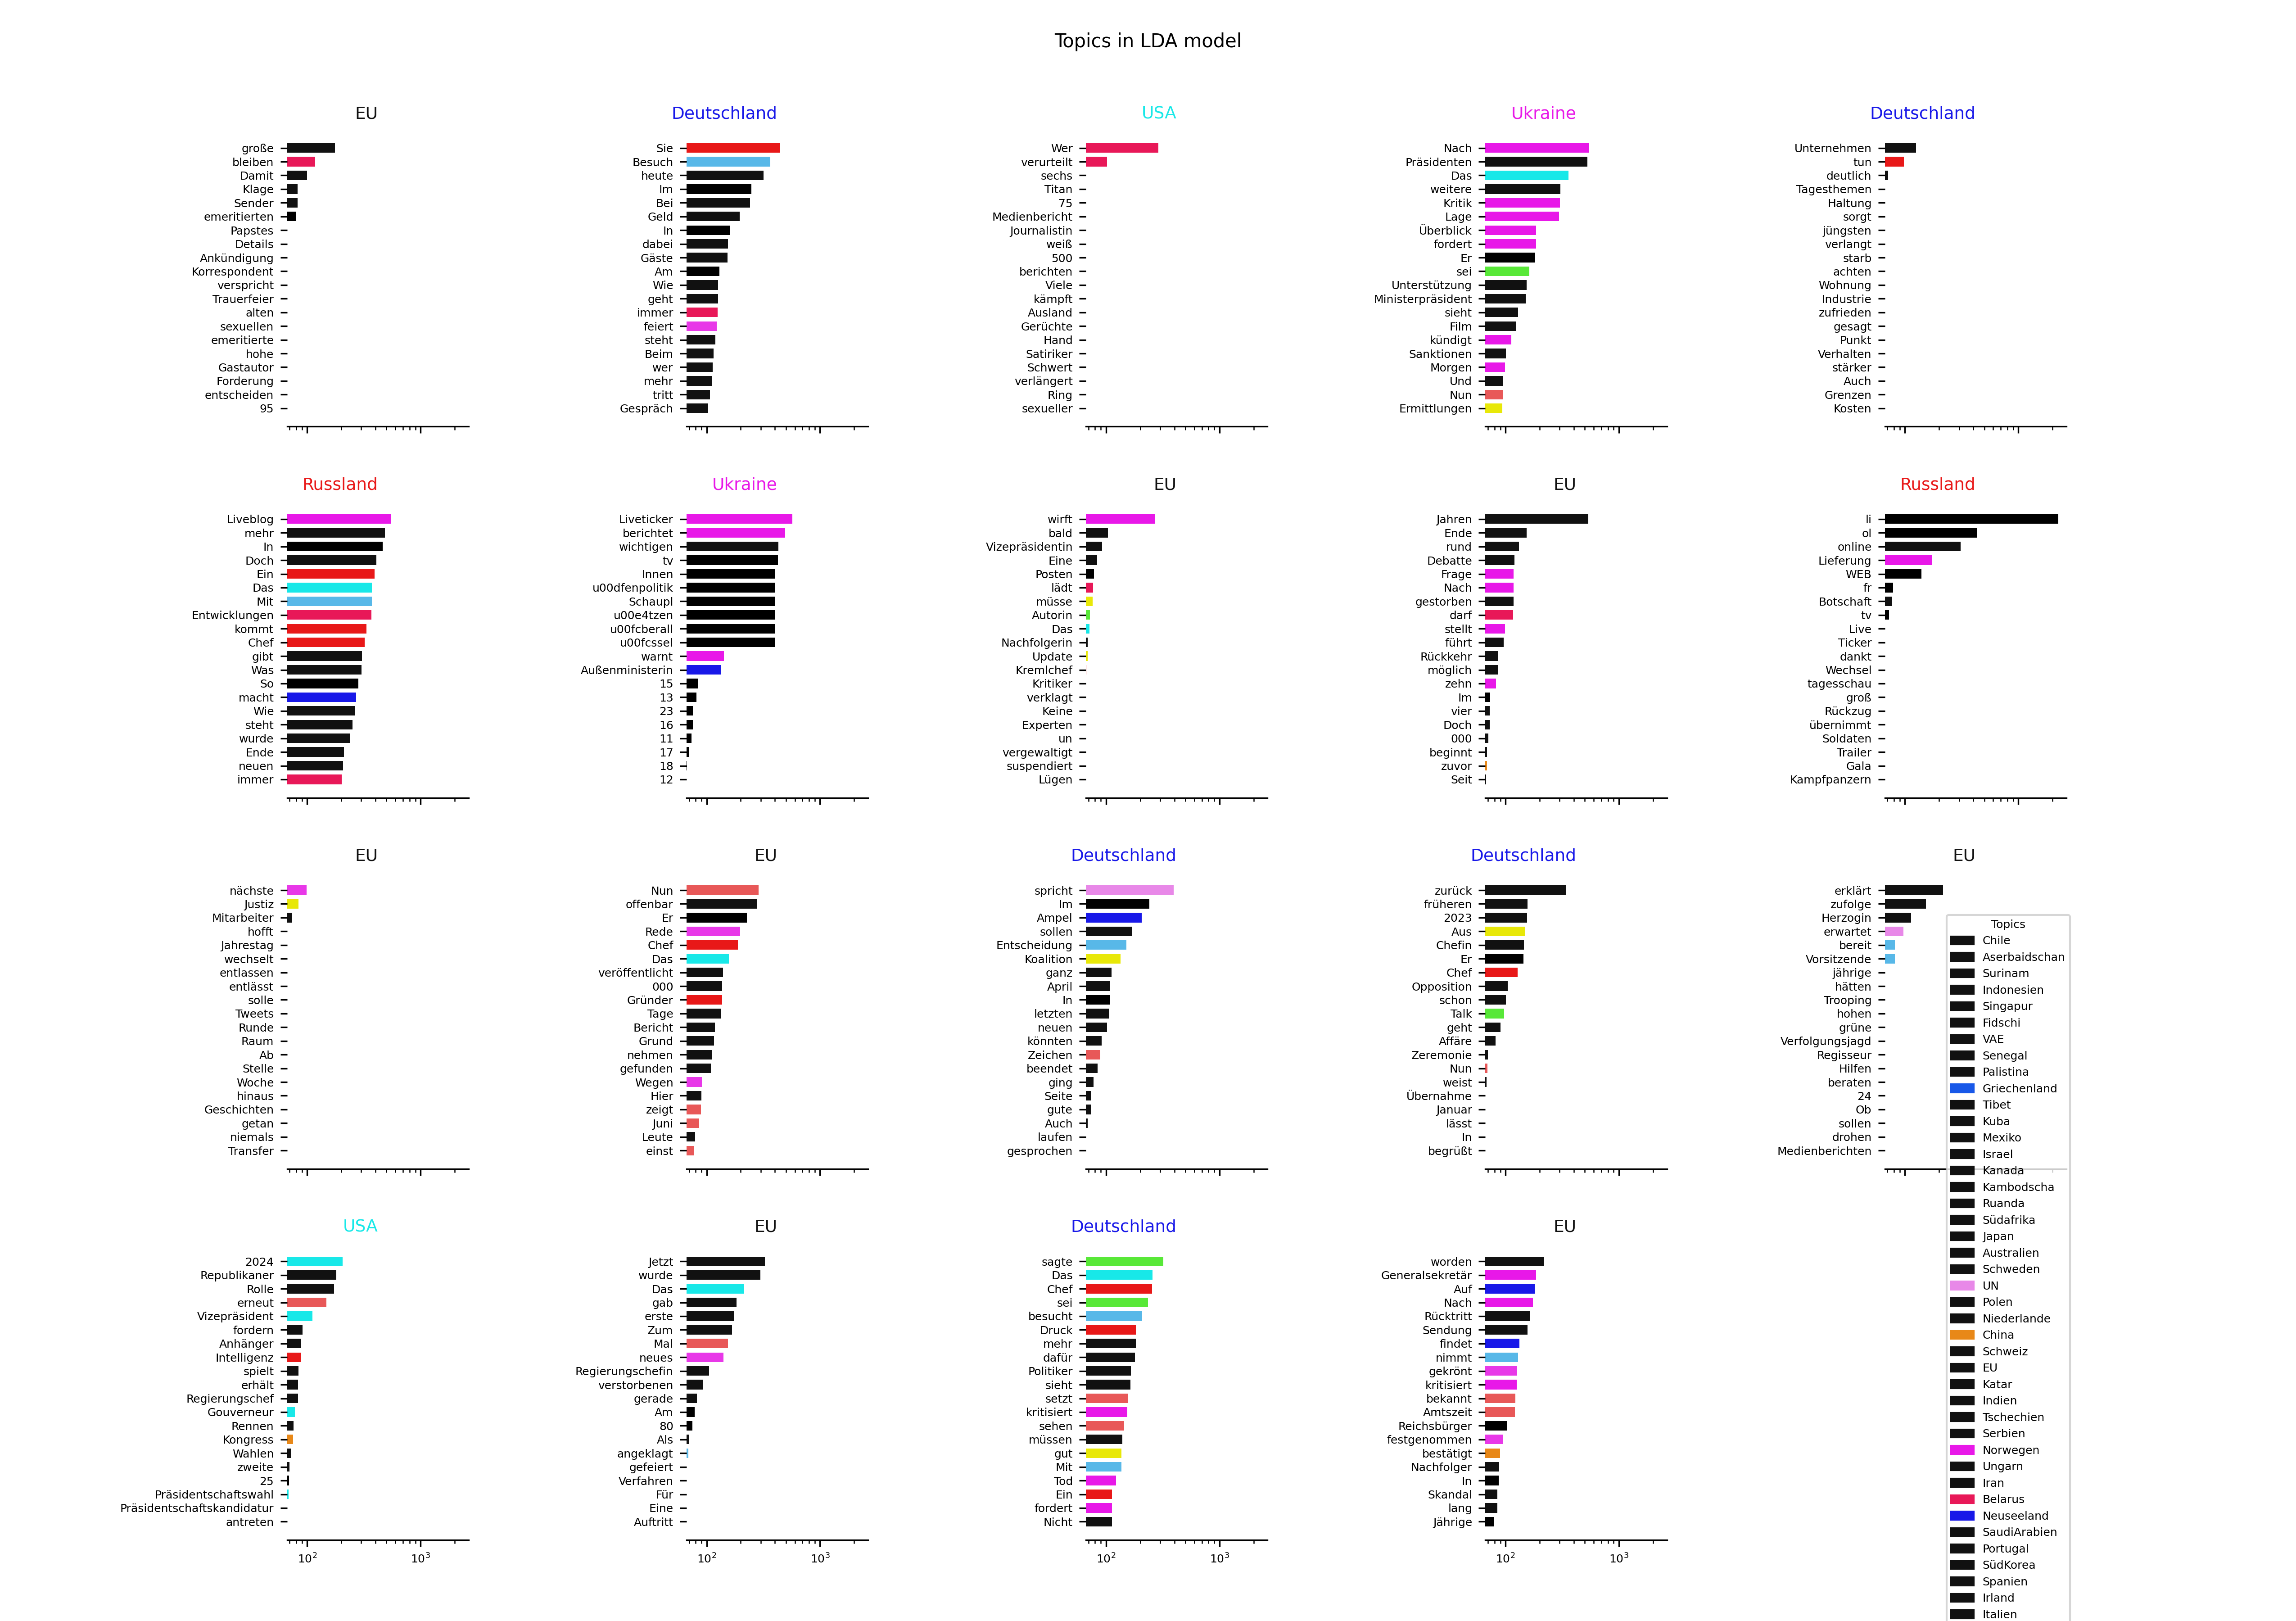 Topics in LDA model
EU
große
bleiben
Damit
Klage
Sender
emeritierten
Papstes
Details
Ankündigung
Korrespondent
verspricht
Trauerfeier
alten
sexuellen
emeritierte
hohe
Gastautor
Forderung
entscheiden
95
Deutschland
Sie
Besuch
heute
Im
Bei
Geld
In
dabei
Gäste
Am
Wie
geht
immer
feiert
steht
Beim
wer
mehr
tritt
Gespräch
USA
Wer
verurteilt
sechs
Titan
75
Medienbericht
Journalistin
weiß
500
berichten
Viele
kämpft
Ausland
Gerüchte
Hand
Satiriker
Schwert
verlängert
Ring
sexueller
Ukraine
Nach
Präsidenten
Das
weitere
Kritik
Lage
Überblick
fordert
Er
sei
Unterstützung
Ministerpräsident
sieht
Film
kündigt
Sanktionen
Morgen
Und
Nun
Ermittlungen
Deutschland
Unternehmen
tun
deutlich
Tagesthemen
Haltung
sorgt
jüngsten
verlangt
starb
achten
Wohnung
Industrie
zufrieden
gesagt
Punkt
Verhalten
stärker
Auch
Grenzen
Kosten
Russland
Liveblog
mehr
In
Doch
Ein
Das
Mit
Entwicklungen
kommt
Chef
gibt
Was
So
macht
Wie
steht
wurde
Ende
neuen
immer
Ukraine
Liveticker
berichtet
wichtigen
tv
Innen
u00dfenpolitik
Schaupl
u00e4tzen
u00fcberall
u00fcssel
warnt
Außenministerin
15
13
23
16
11
17
18
12
EU
wirft
bald
Vizepräsidentin
Eine
Posten
lädt
müsse
Autorin
Das
Nachfolgerin
Update
Kremlchef
Kritiker
verklagt
Keine
Experten
un
vergewaltigt
suspendiert
Lügen
EU
Jahren
Ende
rund
Debatte
Frage
Nach
gestorben
darf
stellt
führt
Rückkehr
möglich
zehn
Im
vier
Doch
000
beginnt
zuvor
Seit
Russland
li
ol
online
Lieferung
WEB
fr
Botschaft
tv
Live
Ticker
dankt
Wechsel
tagesschau
groß
Rückzug
übernimmt
Soldaten
Trailer
Gala
Kampfpanzern
EU
nächste
Justiz
Mitarbeiter
hofft
Jahrestag
wechselt
entlassen
entlässt
solle
Tweets
Runde
Raum
Ab
Stelle
Woche
hinaus
Geschichten
getan
niemals
Transfer
EU
Nun
offenbar
Er
Rede
Chef
Das
veröffentlicht
000
Gründer
Tage
Bericht
Grund
nehmen
gefunden
Wegen
Hier
zeigt
Juni
Leute
einst
Deutschland
spricht
Im
Ampel
sollen
Entscheidung
Koalition
ganz
April
In
letzten
neuen
könnten
Zeichen
beendet
ging
Seite
gute
Auch
laufen
gesprochen
Deutschland
zurück
früheren
2023
Aus
Chefin
Er
Chef
Opposition
schon
Talk
geht
Affäre
Zeremonie
Nun
weist
Übernahme
Januar
lässt
In
begrüßt
EU
erklärt
zufolge
Herzogin
erwartet
bereit
Vorsitzende
jährige
hätten
Trooping
hohen
grüne
Verfolgungsjagd
Regisseur
Hilfen
beraten
24
Ob
sollen
drohen
Medienberichten
USA
2024
Republikaner
Rolle
erneut
Vizepräsident
fordern
Anhänger
Intelligenz
spielt
erhält
Regierungschef
Gouverneur
Rennen
Kongress
Wahlen
zweite
25
Präsidentschaftswahl
Präsidentschaftskandidatur
antreten
10² 10³
EU
Jetzt
wurde
Das
gab
erste
Zum
Mal
neues
Regierungschefin
verstorbenen
gerade
Am
80
Als
angeklagt
gefeiert
Verfahren
Für
Eine
Auftritt
10² 10³
Deutschland
sagte
Das
Chef
sei
besucht
Druck
mehr
dafür
Politiker
sieht
setzt
kritisiert
sehen
müssen
gut
Mit
Tod
Ein
fordert
Nicht
10² 10³
EU
worden
Generalsekretär
Auf
Nach
Rücktritt
Sendung
findet
nimmt
gekrönt
kritisiert
bekannt
Amtszeit
Reichsbürger
festgenommen
bestätigt
Nachfolger
In
Skandal
lang
Jährige
10² 10³
Topics
Chile
Aserbaidschan
Surinam
Indonesien
Singapur
Fidschi
VAE
Senegal
Palistina
Griechenland
Tibet
Kuba
Mexiko
Israel
Kanada
Kambodscha
Ruanda
Südafrika
Japan
Australien
Schweden
UN
Polen
Niederlande
China
Schweiz
EU
Katar
Indien
Tschechien
Serbien
Norwegen
Ungarn
Iran
Belarus
Neuseeland
SaudiArabien
Portugal
SüdKorea
Spanien
Irland
Italien